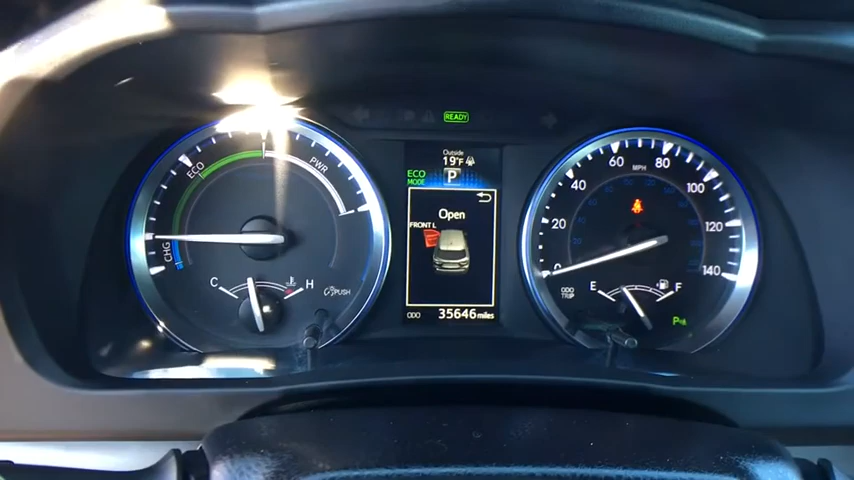 READY
Outside
19°F
ECO
MODE
P
Open
FRONT L
ODO 35646 miles
CHG
ECO
PWR
C
H
PUSH
0
20
40
60
80
100
120
140
MPH
ODO
TRIP
E
F
P